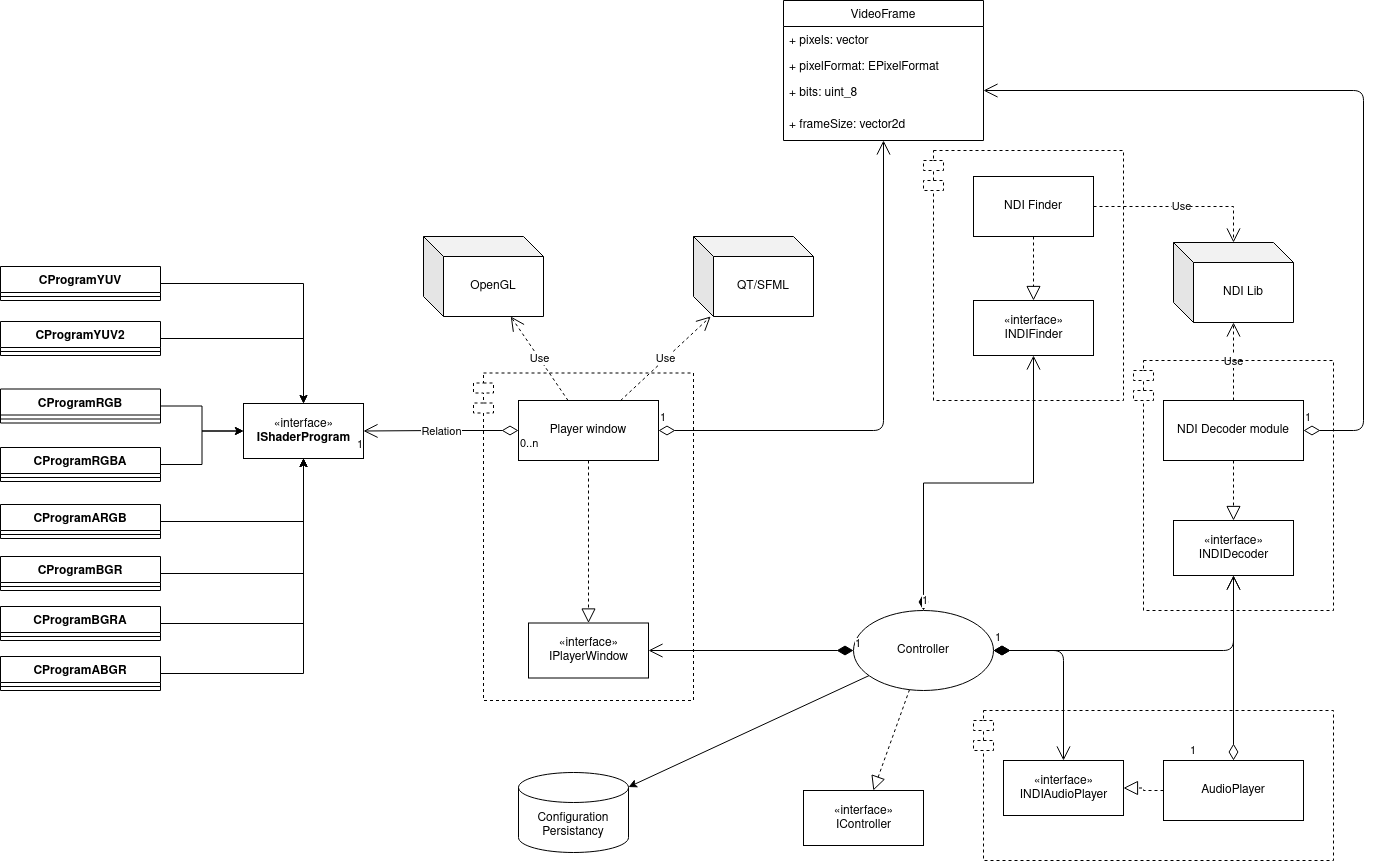 VideoFrame
+ pixels: vector
+ pixelFormat: EPixelFormat
+ bits: uint_8
+ frameSize: vector2d
NDI Finder
Use
«interface»
INDIFinder
NDI Lib
Use
OpenGL
QT/SFML
Use
Use
CProgramYUV
CProgramYUV2
CProgramRGB
CProgramRGBA
CProgramARGB
CProgramBGR
CProgramBGRA
CProgramABGR
«interface»
IShaderProgram
1
Relation
Player window
0..n
1
NDI Decoder module
1
«interface»
INDIDecoder
«interface»
IPlayerWindow
1
1
Controller
1
Configuration
Persistancy
«interface»
IController
«interface»
INDIAudioPlayer
1
AudioPlayer